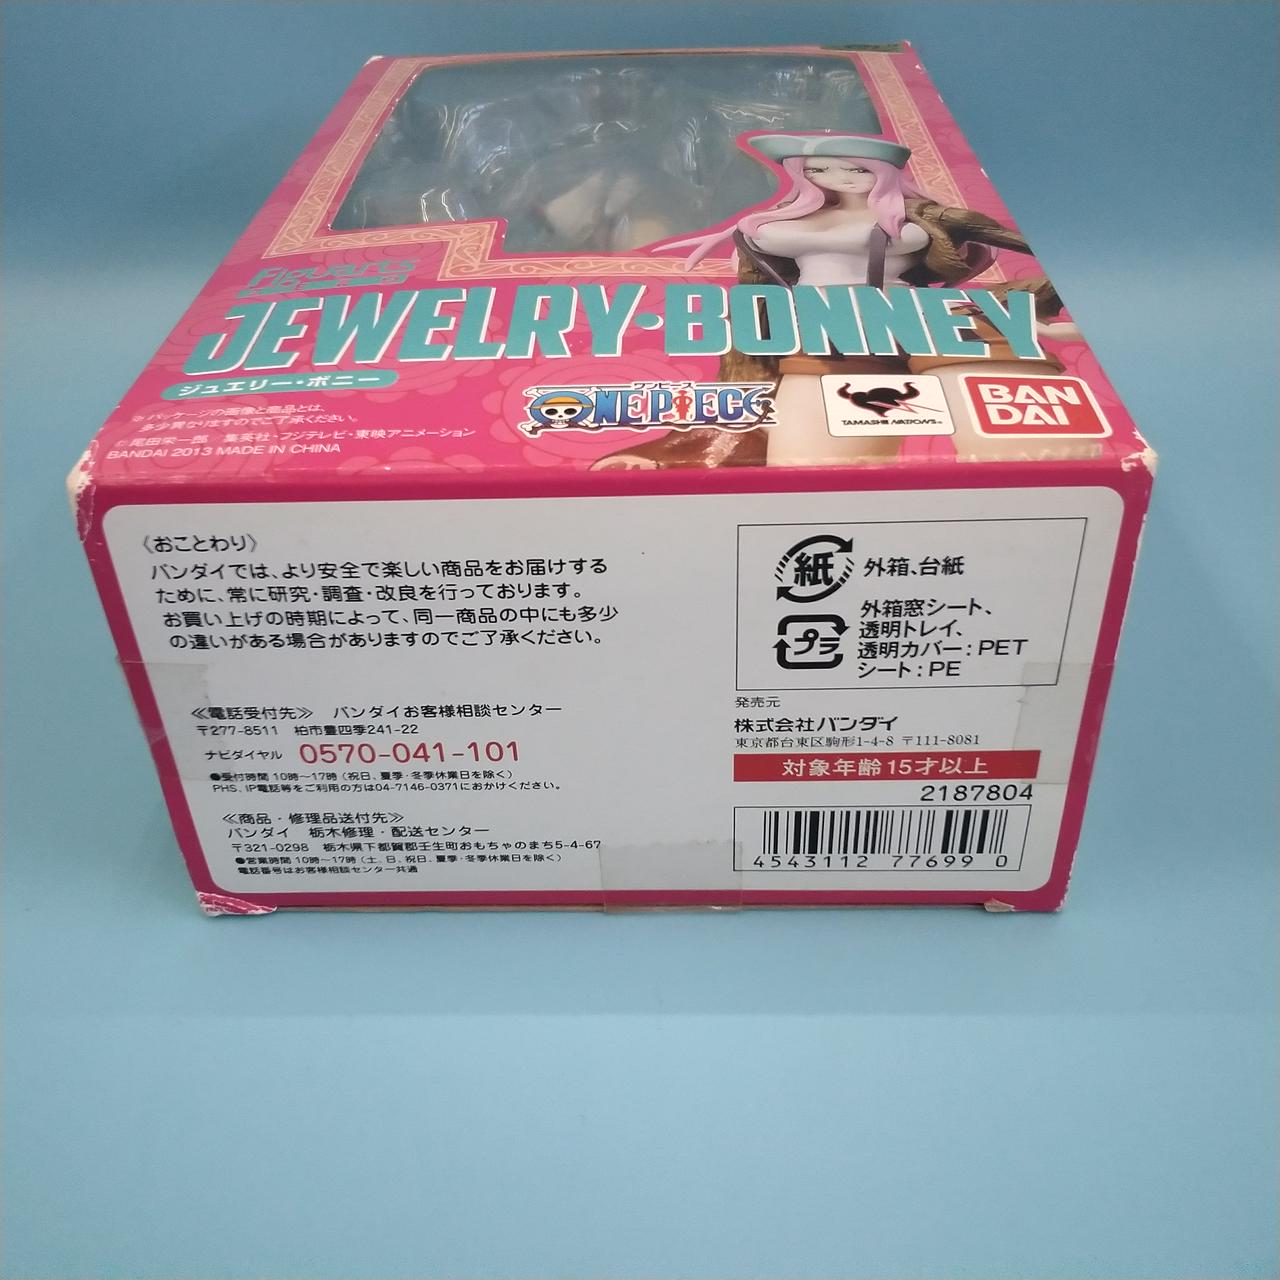 Figuarts
JEWELRY・BONNEY
ジュエリー・ボニー
※パッケージの画像と商品とは、
多少異なりますのでご了承ください。
©尾田栄一郎 集英社・フジテレビ・東映アニメーション
BANDAI 2013 MADE IN CHINA
ワンピース
ONE PIECE
TAMASHII NATIONS
BAN
DAI
〈おことわり〉
バンダイでは、より安全で楽しい商品をお届けする
ために、常に研究・調査・改良を行っております。
お買い上げの時期によって、同一商品の中にも多少
の違いがある場合がありますのでご了承ください。
≪電話受付先≫ バンダイお客様相談センター
〒277-8511 柏市豊四季241-22
ナビダイヤル 0570-041-101
●受付時間 10時～17時（祝日、夏季・冬季休業日を除く）
PHS、IP電話等をご利用の方は04-7146-0371におかけください。
≪商品・修理品送付先≫
バンダイ 栃木修理・配送センター
〒321-0298 栃木県下都賀郡壬生町おもちゃのまち5-4-67
●営業時間 10時～17時（土、日、祝日、夏季・冬季休業日を除く）
電話番号はお客様相談センター共通
紙 外箱、台紙
プラ 外箱窓シート、
透明トレイ、
透明カバー：PET
シート：PE
発売元
株式会社バンダイ
東京都台東区駒形1-4-8 〒111-8081
対象年齢15才以上
2187804
4543112 776990